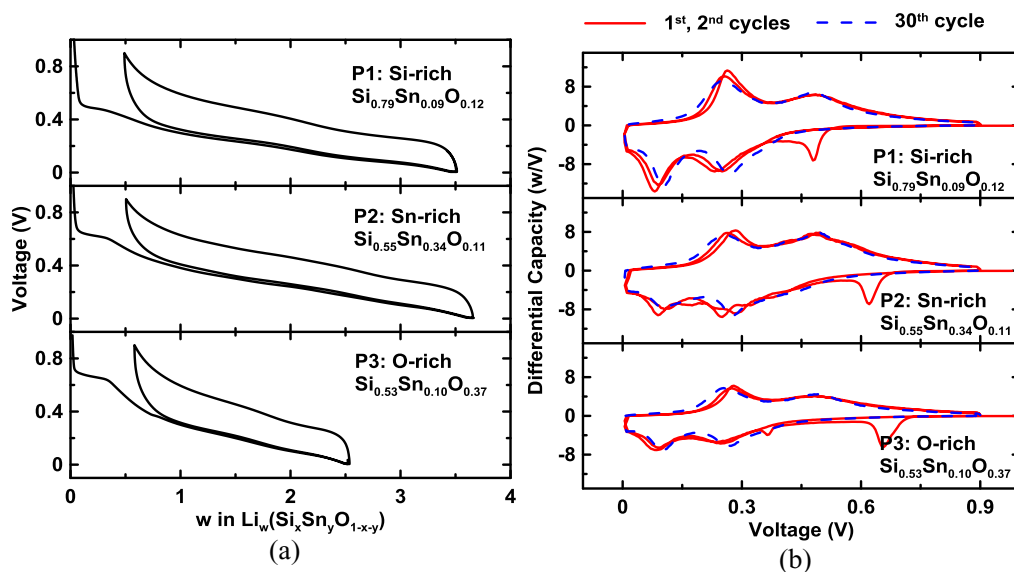 1st, 2nd cycles 30th cycle
0.8
0.4
0
P1: Si-rich
Si0.79Sn0.09O0.12
0.8
0.4
0
P2: Sn-rich
Si0.55Sn0.34O0.11
0.8
0.4
0
P3: O-rich
Si0.53Sn0.10O0.37
Voltage (V)
0 1 2 3 4
w in Liw(SixSnyO1-x-y)
(a)
8
0
-8
P1: Si-rich
Si0.79Sn0.09O0.12
8
0
-8
P2: Sn-rich
Si0.55Sn0.34O0.11
8
0
-8
P3: O-rich
Si0.53Sn0.10O0.37
Differential Capacity (w/V)
0 0.3 0.6 0.9
Voltage (V)
(b)